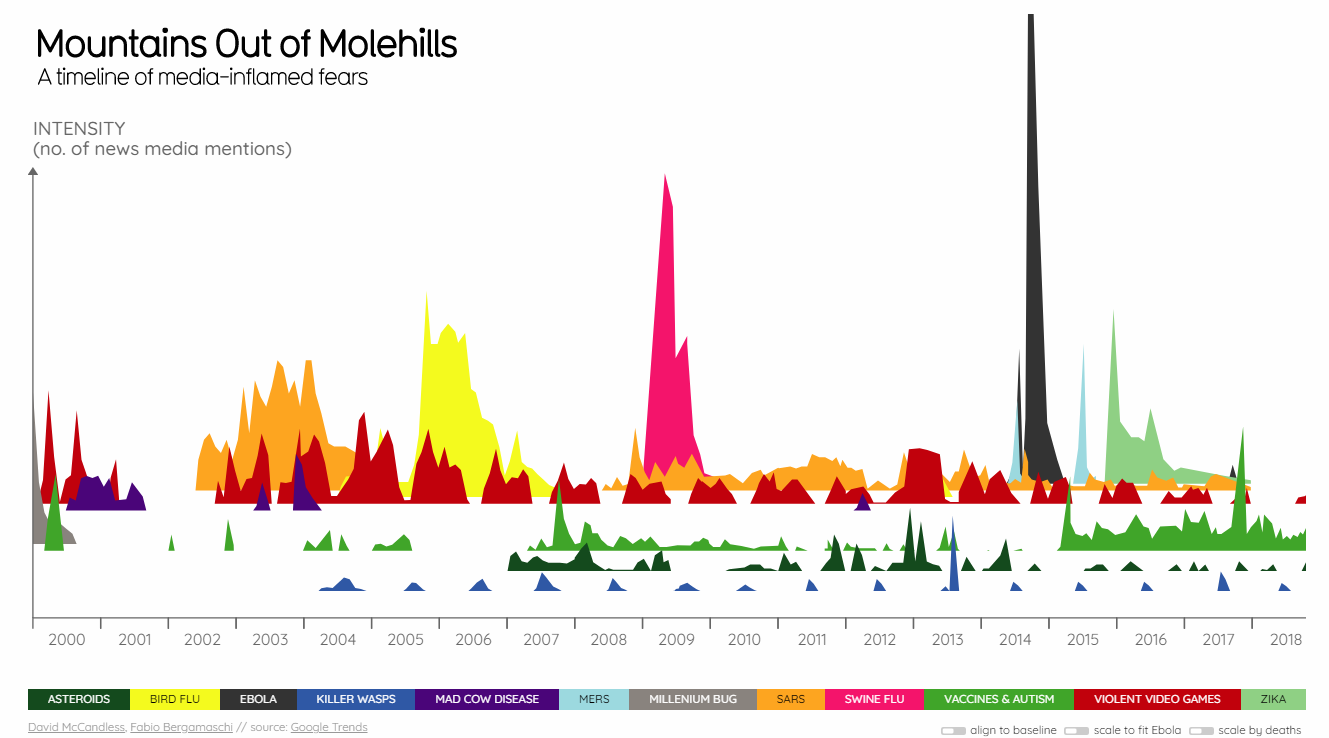 Mountains Out of Molehills
A timeline of media-inflamed fears
INTENSITY
(no. of news media mentions)
2000 2001 2002 2003 2004 2005 2006 2007 2008 2009 2010 2011 2012 2013 2014 2015 2016 2017 2018
ASTEROIDS BIRD FLU EBOLA KILLER WASPS MAD COW DISEASE MERS MILLENIUM BUG SARS SWINE FLU VACCINES & AUTISM VIOLENT VIDEO GAMES ZIKA
David McCandless, Fabio Bergamaschi // source: Google Trends
align to baseline scale to fit Ebola scale by deaths